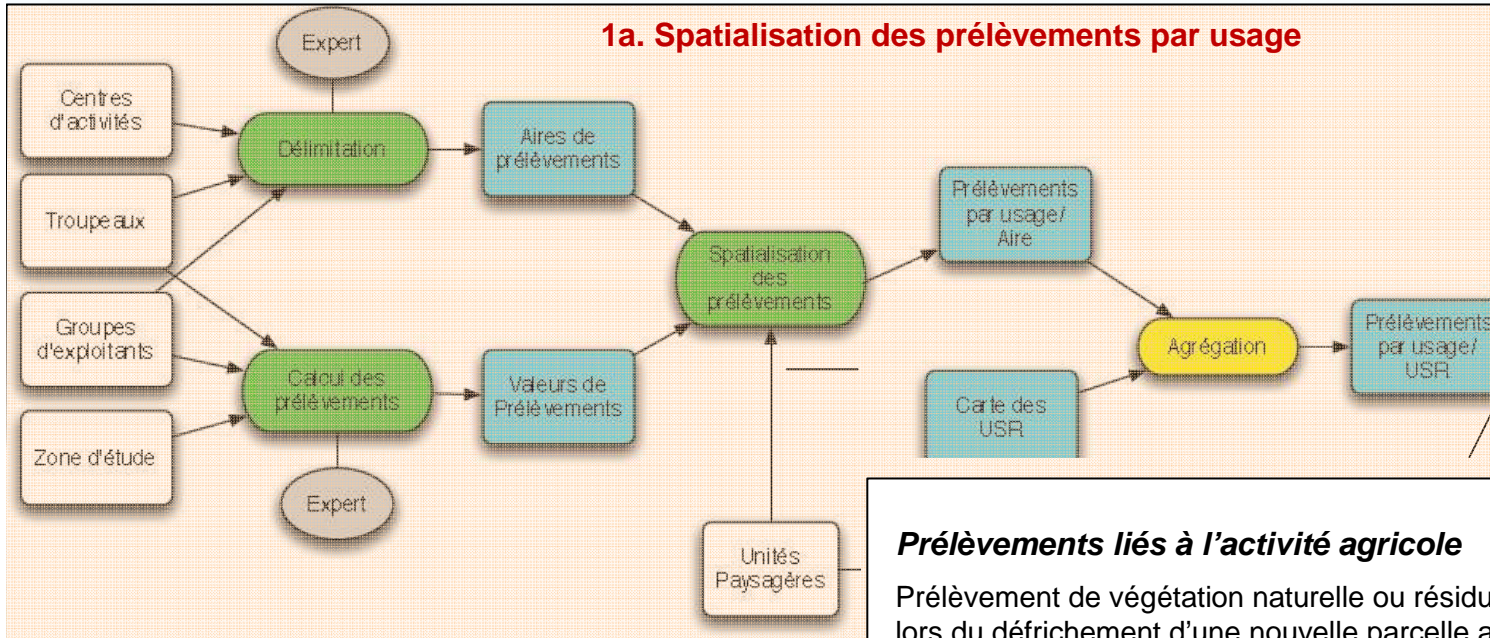 1a. Spatialisation des prélèvements par usage
Expert
Centres
d'activités
Délimitation
Aires de
prélèvements
Troupeaux
Prélèvements
par usage/
Aire
Spatialisation
des
prélèvements
Groupes
d'exploitants
Agrégation
Prélèvements
par usage/
USR
Calcul des
prélèvements
Valeurs de
Prélèvements
Carte des
USR
Zone d'étude
Expert
Unités
Paysagères
Prélèvements liés à l'activité agricole
Prélèvement de végétation naturelle ou résidu
lors du défrichement d'une nouvelle parcelle a